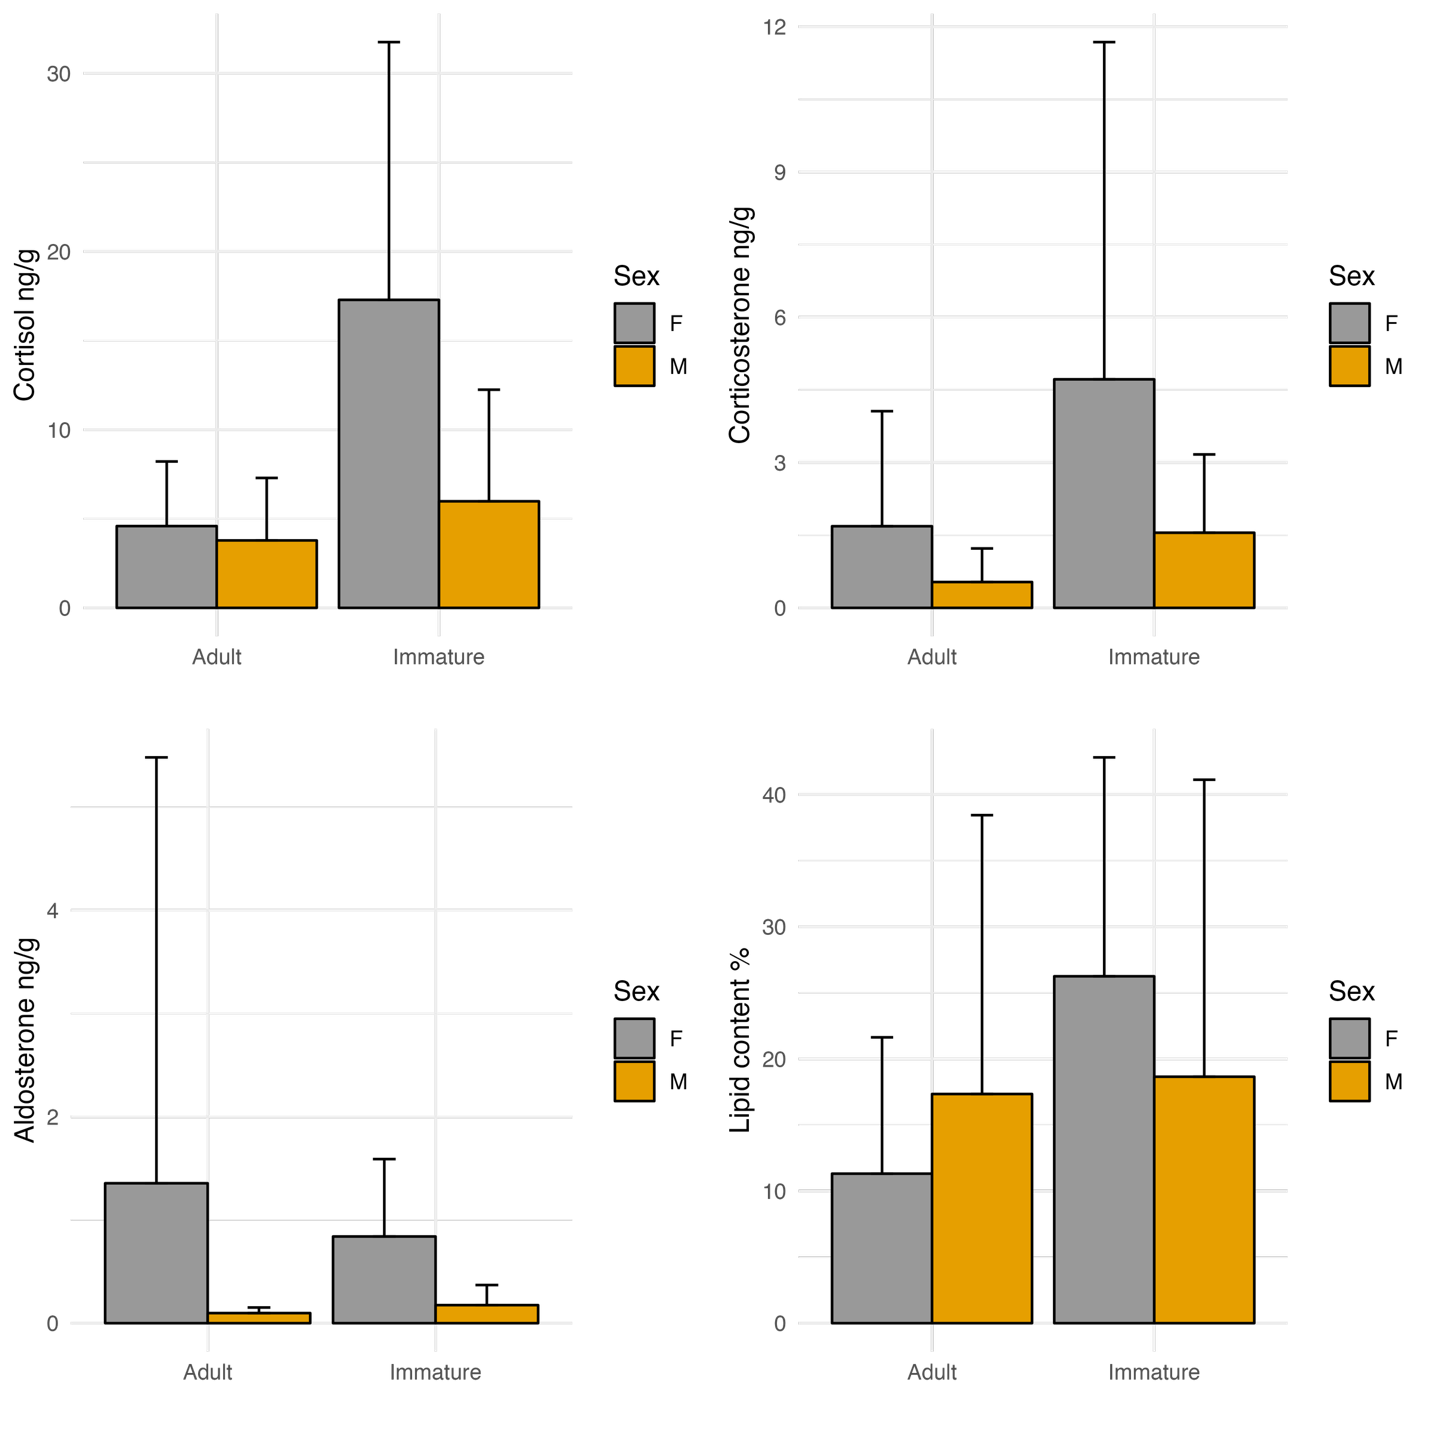 Cortisol ng/g
30
20
10
0
Adult
Immature
Sex
F
M
Corticosterone ng/g
12
9
6
3
0
Adult
Immature
Sex
F
M
Aldosterone ng/g
4
2
0
Adult
Immature
Sex
F
M
Lipid content %
40
30
20
10
0
Adult
Immature
Sex
F
M